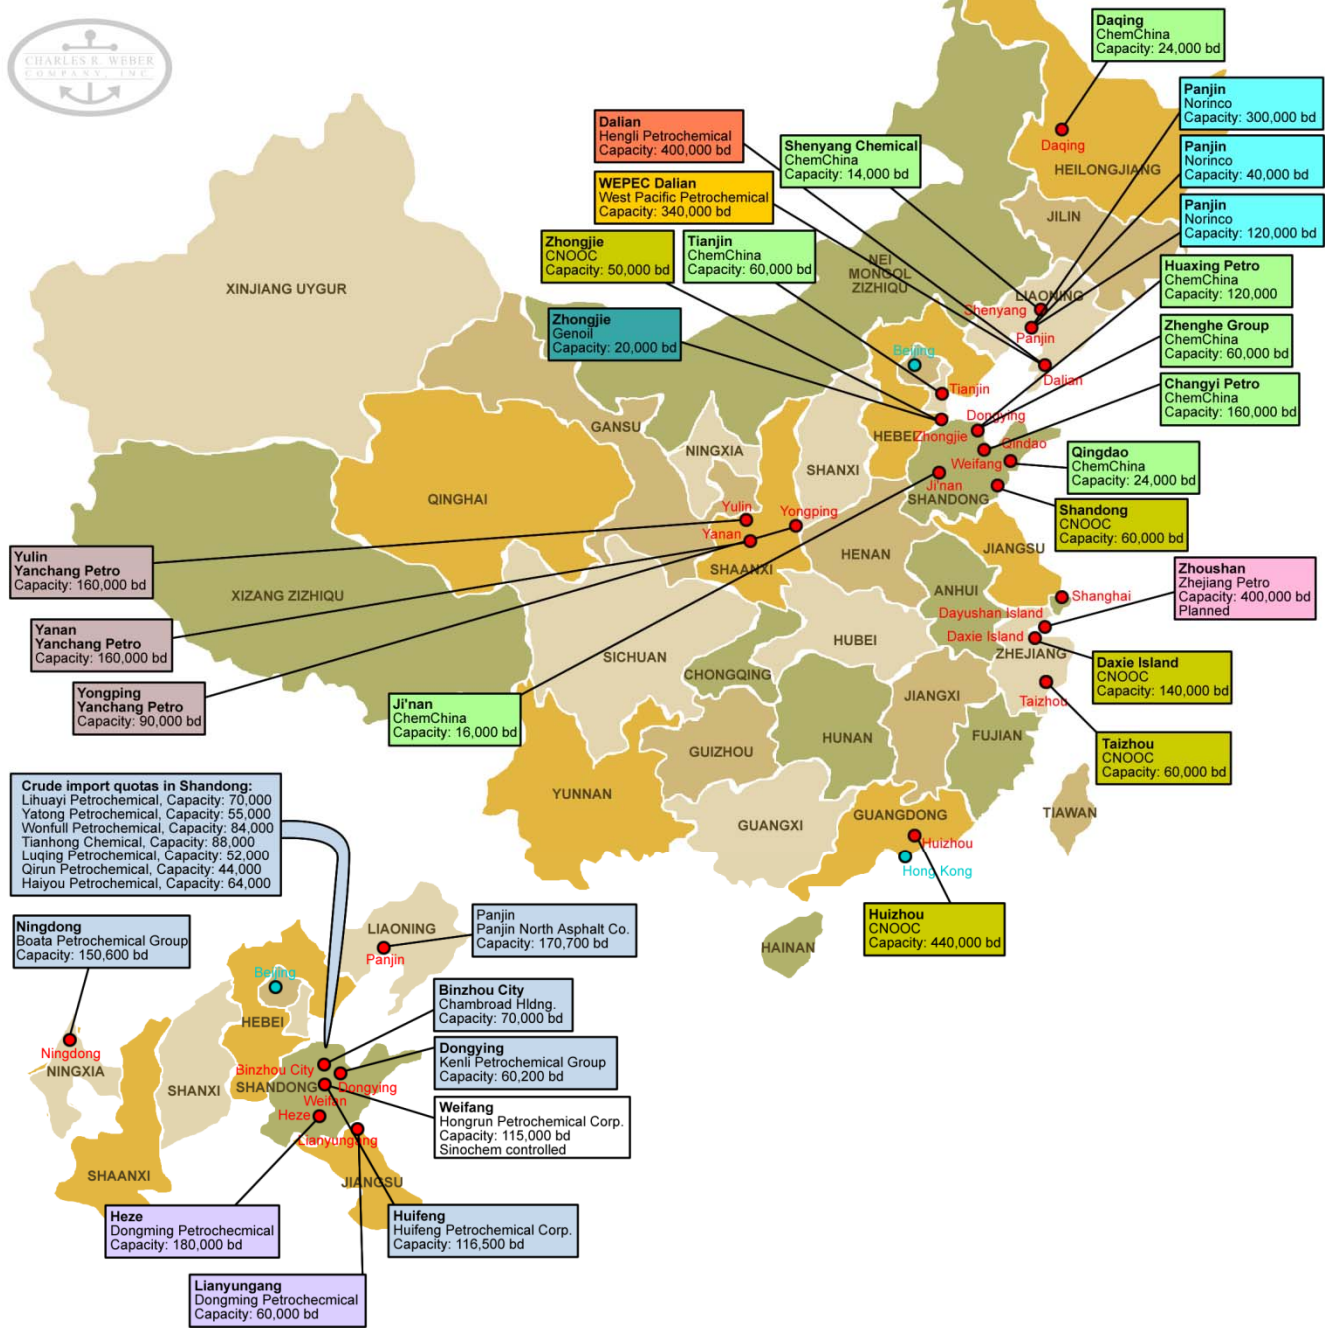 CHARLES R. WEBER
COMPANY, INC.
Daqing
ChemChina
Capacity: 24,000 bd
Panjin
Norinco
Capacity: 300,000 bd
Dalian
Hengli Petrochemical
Capacity: 400,000 bd
Shenyang Chemical
ChemChina
Capacity: 14,000 bd
Daqing
HEILONGJIANG
Panjin
Norinco
Capacity: 40,000 bd
WEPEC Dalian
West Pacific Petrochemical
Capacity: 340,000 bd
Panjin
Norinco
Capacity: 120,000 bd
JILIN
Zhongjie
CNOOC
Capacity: 50,000 bd
Tianjin
ChemChina
Capacity: 60,000 bd
NEI
MONGOL
ZIZHIQU
Huaxing Petro
ChemChina
Capacity: 120,000
XINJIANG UYGUR
LIAONING
Shenyang
Panjin
Zhongjie
Genoil
Capacity: 20,000 bd
Zhenghe Group
ChemChina
Capacity: 60,000 bd
Beijing
Dalian
Tianjin
Changyi Petro
ChemChina
Capacity: 160,000 bd
GANSU
Dongying
HEBEI
Zhongjie
Qindao
NINGXIA
SHANXI
Weifang
Qingdao
ChemChina
Capacity: 24,000 bd
QINGHAI
Ji'nan
SHANDONG
Yulin
Yongping
Yanan
Shandong
CNOOC
Capacity: 60,000 bd
HENAN
JIANGSU
Yulin
Yanchang Petro
Capacity: 160,000 bd
SHAANXI
Zhoushan
Zhejiang Petro
Capacity: 400,000 bd
Planned
XIZANG ZIZHIQU
ANHUI
Shanghai
Dayushan Island
Yanan
Yanchang Petro
Capacity: 160,000 bd
HUBEI
Daxie Island
SICHUAN
ZHEJIANG
Daxie Island
CNOOC
Capacity: 140,000 bd
CHONGQING
Yongping
Yanchang Petro
Capacity: 90,000 bd
Ji'nan
ChemChina
Capacity: 16,000 bd
JIANGXI
Taizhou
HUNAN
FUJIAN
Taizhou
CNOOC
Capacity: 60,000 bd
GUIZHOU
YUNNAN
GUANGXI
GUANGDONG
TIAWAN
Huizhou
Hong Kong
Crude import quotas in Shandong:
Lihuayi Petrochemical, Capacity: 70,000
Yatong Petrochemical, Capacity: 55,000
Wonfull Petrochemical, Capacity: 84,000
Tianhong Chemical, Capacity: 88,000
Luqing Petrochemical, Capacity: 52,000
Qirun Petrochemical, Capacity: 44,000
Haiyou Petrochemical, Capacity: 64,000
Huizhou
CNOOC
Capacity: 440,000 bd
HAINAN
Ningdong
Boata Petrochemical Group
Capacity: 150,600 bd
LIAONING
Panjin
Panjin
Panjin North Asphalt Co.
Capacity: 170,700 bd
Beijing
Binzhou City
Chambroad Hldng.
Capacity: 70,000 bd
HEBEI
Ningdong
NINGXIA
SHANXI
Binzhou City
SHANDONG
Dongying
Weifan
Heze
Lianyungang
Dongying
Kenli Petrochemical Group
Capacity: 60,200 bd
Weifang
Hongrun Petrochemical Corp.
Capacity: 115,000 bd
Sinochem controlled
SHAANXI
JIANGSU
Heze
Dongming Petrochecmical
Capacity: 180,000 bd
Huifeng
Huifeng Petrochemical Corp.
Capacity: 116,500 bd
Lianyungang
Dongming Petrochecmical
Capacity: 60,000 bd